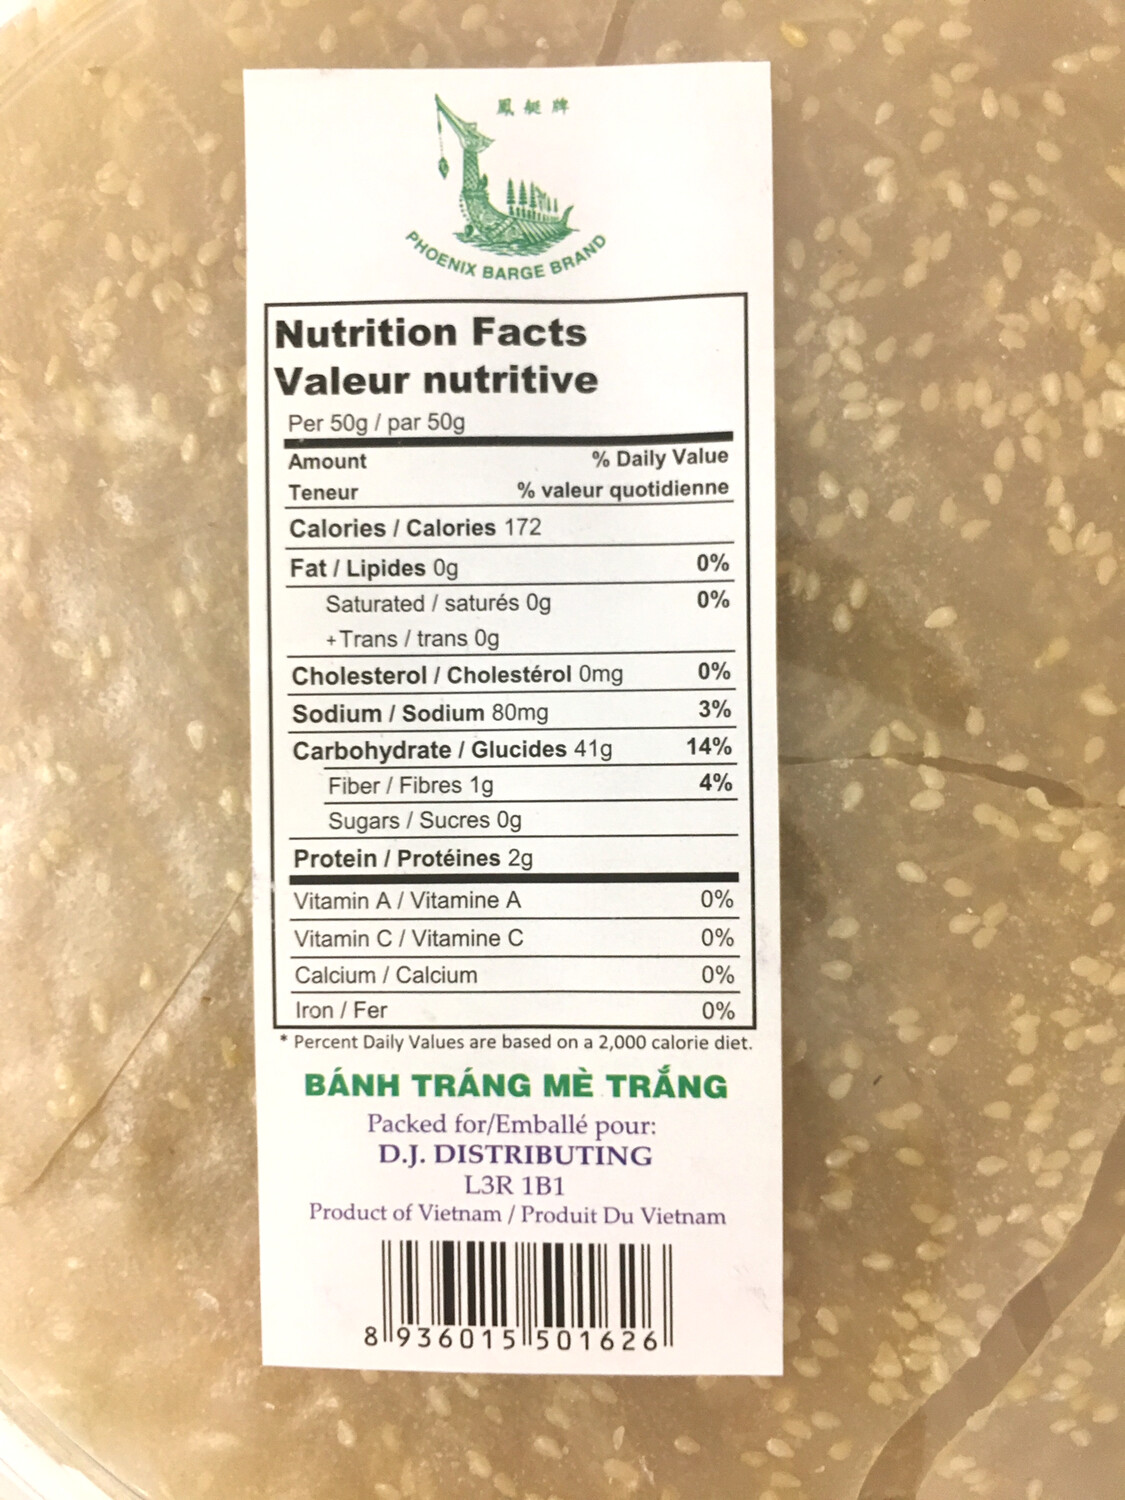 鳳艇牌
PHOENIX BARGE BRAND
Nutrition Facts
Valeur nutritive
Per 50g / par 50g
Amount % Daily Value
Teneur % valeur quotidienne
Calories / Calories 172
Fat / Lipides 0g 0%
Saturated / saturés 0g 0%
+Trans / trans 0g
Cholesterol / Cholestérol 0mg 0%
Sodium / Sodium 80mg 3%
Carbohydrate / Glucides 41g 14%
Fiber / Fibres 1g 4%
Sugars / Sucres 0g
Protein / Protéines 2g
Vitamin A / Vitamine A 0%
Vitamin C / Vitamine C 0%
Calcium / Calcium 0%
Iron / Fer 0%
* Percent Daily Values are based on a 2,000 calorie diet.
BÁNH TRÁNG MÈ TRẮNG
Packed for/Emballé pour:
D.J. DISTRIBUTING
L3R 1B1
Product of Vietnam / Produit Du Vietnam
8 936015 501626